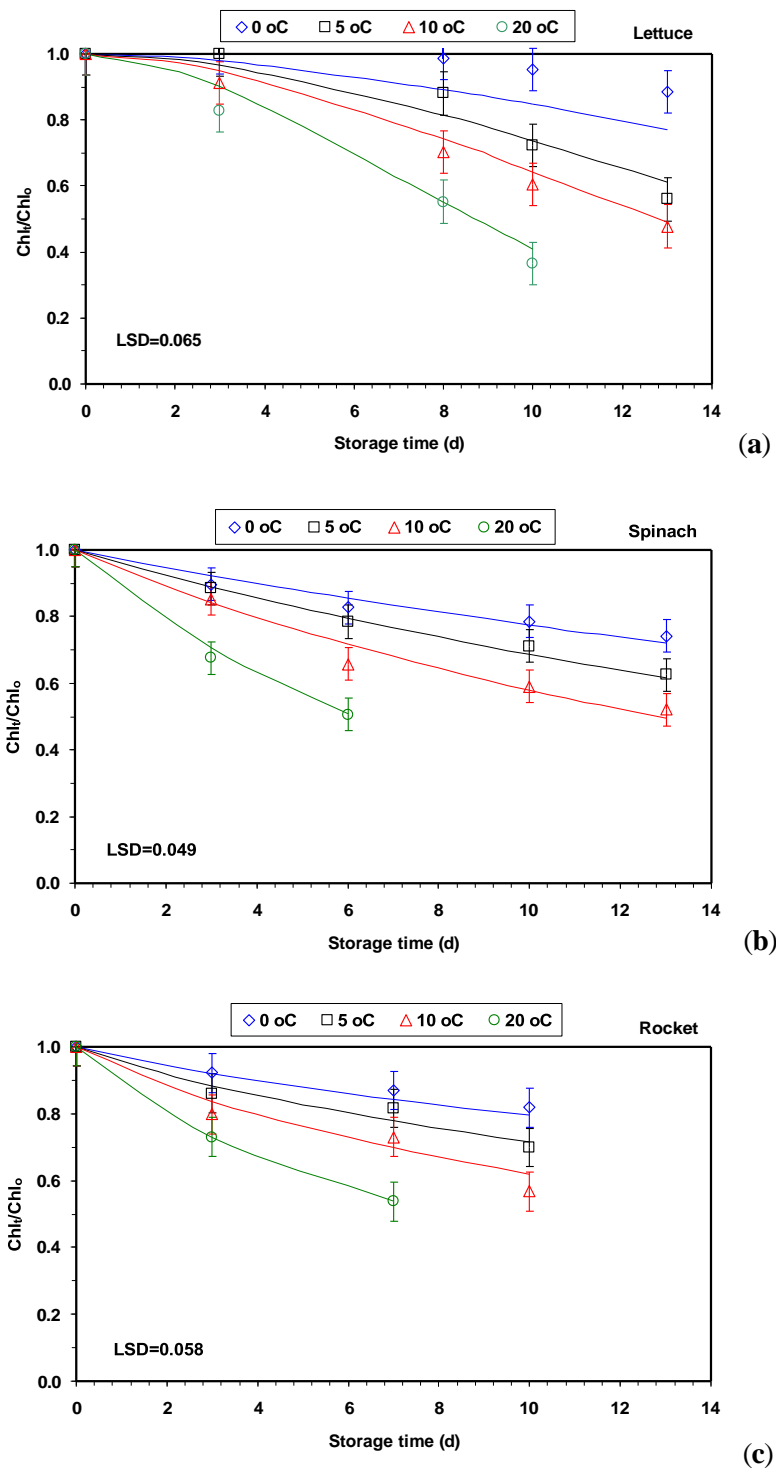 0 oC 5 oC 10 oC 20 oC
Lettuce
1.0
0.8
0.6
0.4
0.2
0.0
Chlt/Chlo
LSD=0.065
0 2 4 6 8 10 12 14
Storage time (d)
(a)
0 oC 5 oC 10 oC 20 oC
Spinach
1.0
0.8
0.6
0.4
0.2
0.0
Chlt/Chlo
LSD=0.049
0 2 4 6 8 10 12 14
Storage time (d)
(b)
0 oC 5 oC 10 oC 20 oC
Rocket
1.0
0.8
0.6
0.4
0.2
0.0
Chlt/Chlo
LSD=0.058
0 2 4 6 8 10 12 14
Storage time (d)
(c)